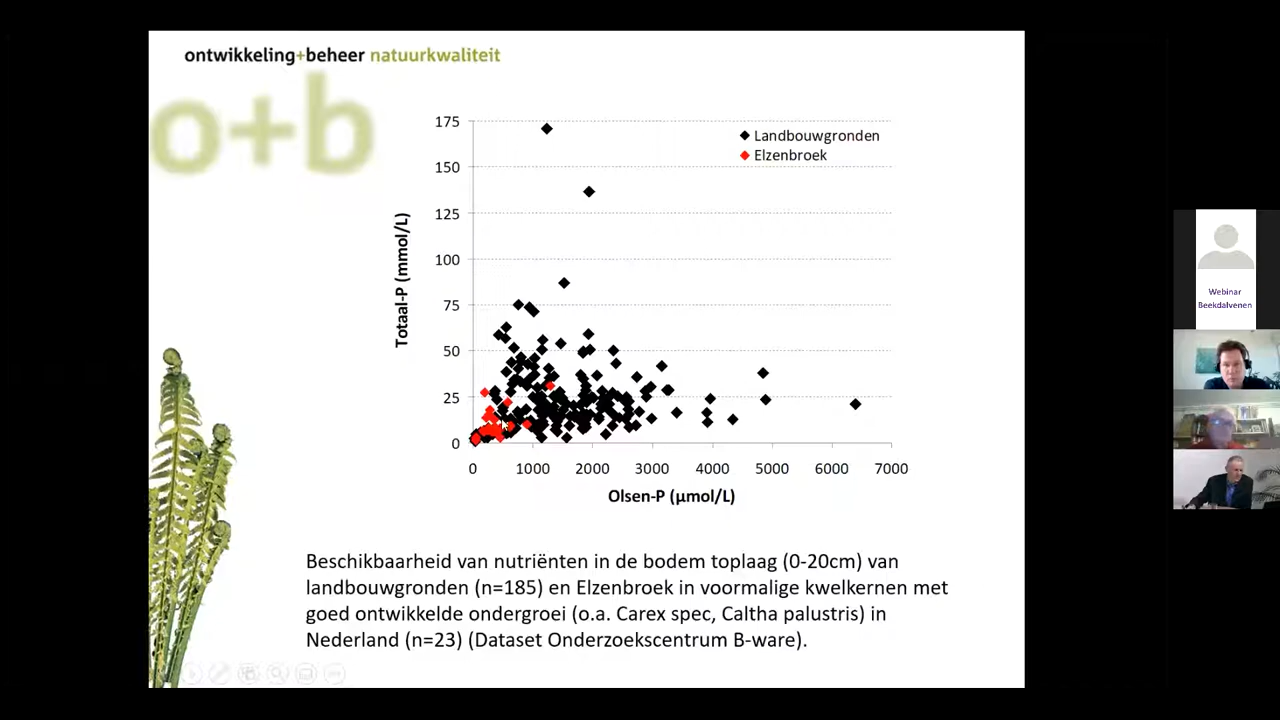 ontwikkeling+beheer natuurkwaliteit
o+b
175
150
125
100
75
50
25
0
Totaal-P (mmol/L)
Landbouwgronden
Elzenbroek
0 1000 2000 3000 4000 5000 6000 7000
Olsen-P (µmol/L)
Beschikbaarheid van nutriënten in de bodem toplaag (0-20cm) van
landbouwgronden (n=185) en Elzenbroek in voormalige kwelkernen met
goed ontwikkelde ondergroei (o.a. Carex spec, Caltha palustris) in
Nederland (n=23) (Dataset Onderzoekscentrum B-ware).
Webinar
Beekdalvenen